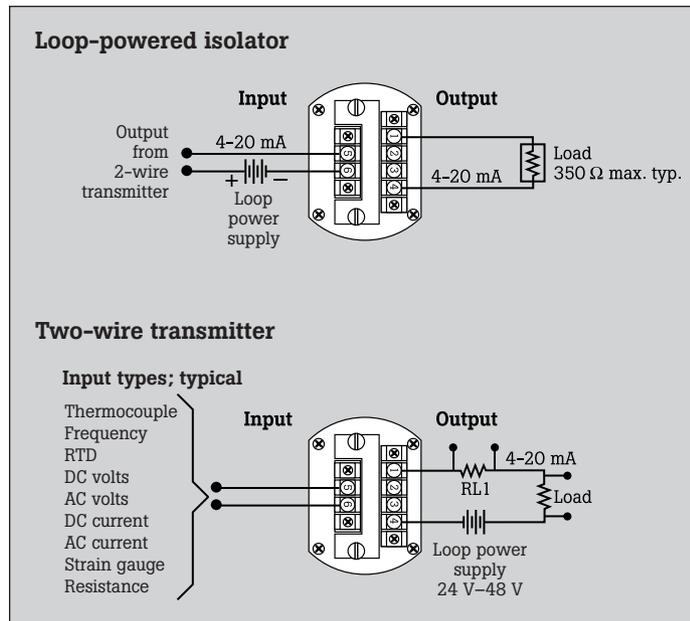 Loop-powered isolator
Input
Output
Output
from
2-wire
transmitter
4–20 mA
+
–
Loop
power
supply
5
6
1
2
3
4
4–20 mA
Load
350 Ω max. typ.
Two-wire transmitter
Input types; typical
Thermocouple
Frequency
RTD
DC volts
AC volts
DC current
AC current
Strain gauge
Resistance
Input
Output
5
6
1
2
3
4
RL1
4–20 mA
Load
Loop power
supply
24 V–48 V